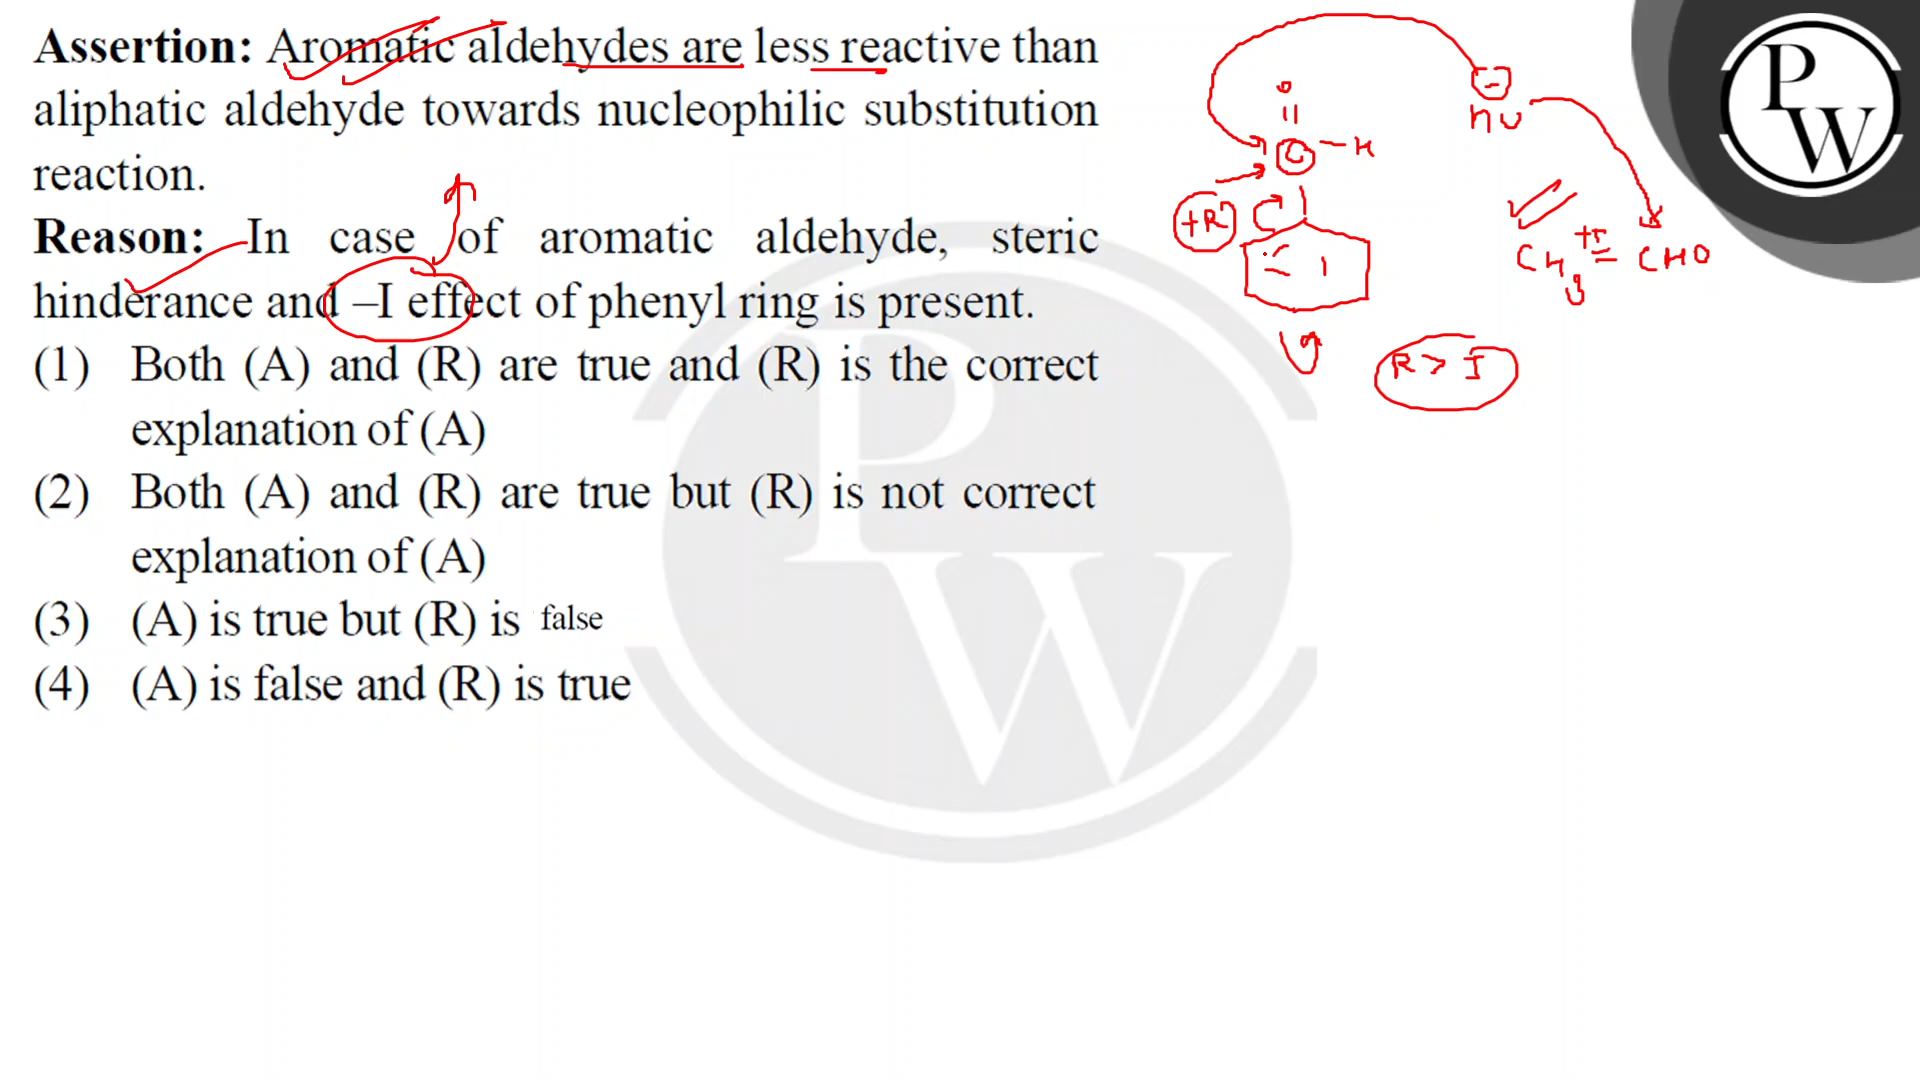 Assertion: Aromatic aldehydes are less reactive than
aliphatic aldehyde towards nucleophilic substitution
reaction.
Reason: In case of aromatic aldehyde, steric
hinderance and –I effect of phenyl ring is present.
(1) Both (A) and (R) are true and (R) is the correct
explanation of (A)
(2) Both (A) and (R) are true but (R) is not correct
explanation of (A)
(3) (A) is true but (R) is false
(4) (A) is false and (R) is true
O
C – H
+R
–
nu
CH3 +I CHO
R > I
PW
PW